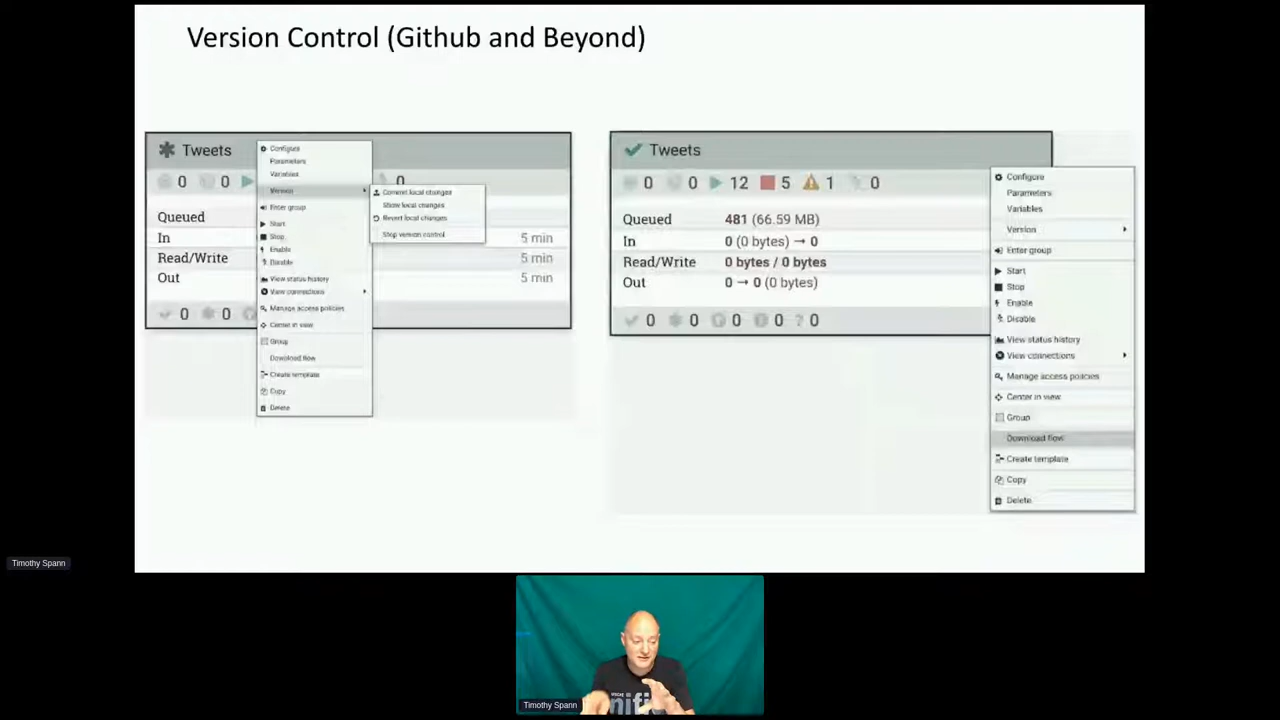 Version Control (Github and Beyond)
Tweets
0 0
0
Queued
In
5 min
Read/Write
5 min
Out
5 min
0 0
Configure
Parameters
Variables
Version
Enter group
Start
Stop
Enable
Disable
View status history
View connections
Manage access policies
Center in view
Group
Download flow
Create template
Copy
Delete
Commit local changes
Show local changes
Revert local changes
Stop version control
Tweets
0 0 12 5 1 0
Queued 481 (66.59 MB)
In 0 (0 bytes) → 0
Read/Write 0 bytes / 0 bytes
Out 0 → 0 (0 bytes)
0 0 0 0 ? 0
Configure
Parameters
Variables
Version
Enter group
Start
Stop
Enable
Disable
View status history
View connections
Manage access policies
Center in view
Group
Download flow
Create template
Copy
Delete
Timothy Spann
Timothy Spann